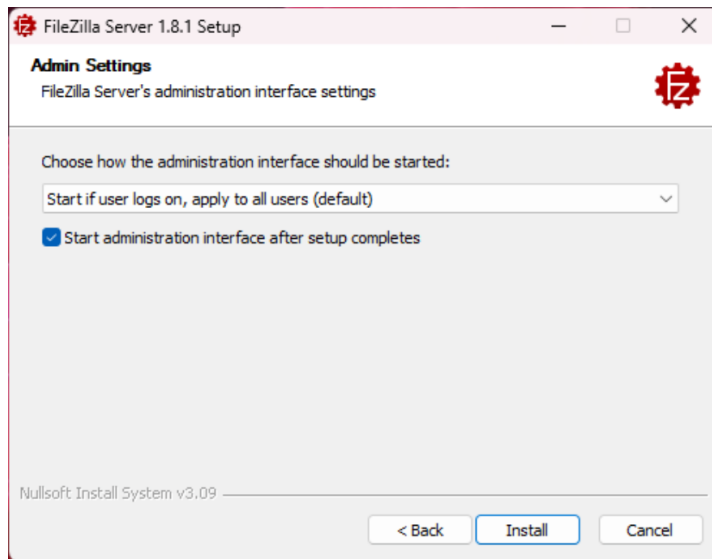 FileZilla Server 1.8.1 Setup
Admin Settings
FileZilla Server's administration interface settings
Choose how the administration interface should be started:
Start if user logs on, apply to all users (default)
Start administration interface after setup completes
Nullsoft Install System v3.09
< Back
Install
Cancel